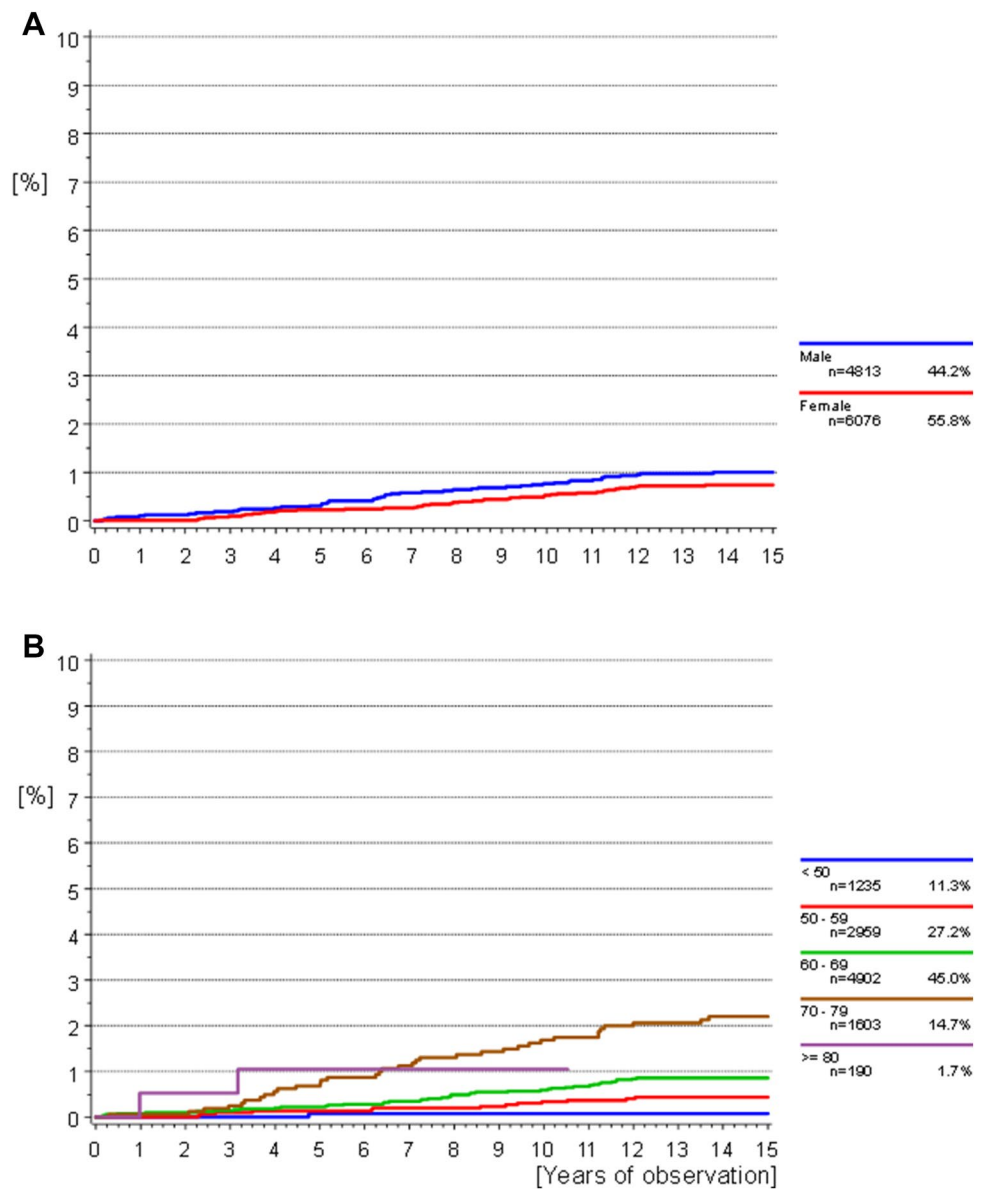 A
10
9
8
[%] 7
6
5
4
3
2
1
0
0 1 2 3 4 5 6 7 8 9 10 11 12 13 14 15
Male
n=4813 44.2%
Female
n=6076 55.8%
B
10
9
8
[%] 7
6
5
4
3
2
1
0
0 1 2 3 4 5 6 7 8 9 10 11 12 13 14 15
[Years of observation]
< 50
n=1235 11.3%
50 - 59
n=2959 27.2%
60 - 69
n=4902 45.0%
70 - 79
n=1603 14.7%
>= 80
n=190 1.7%